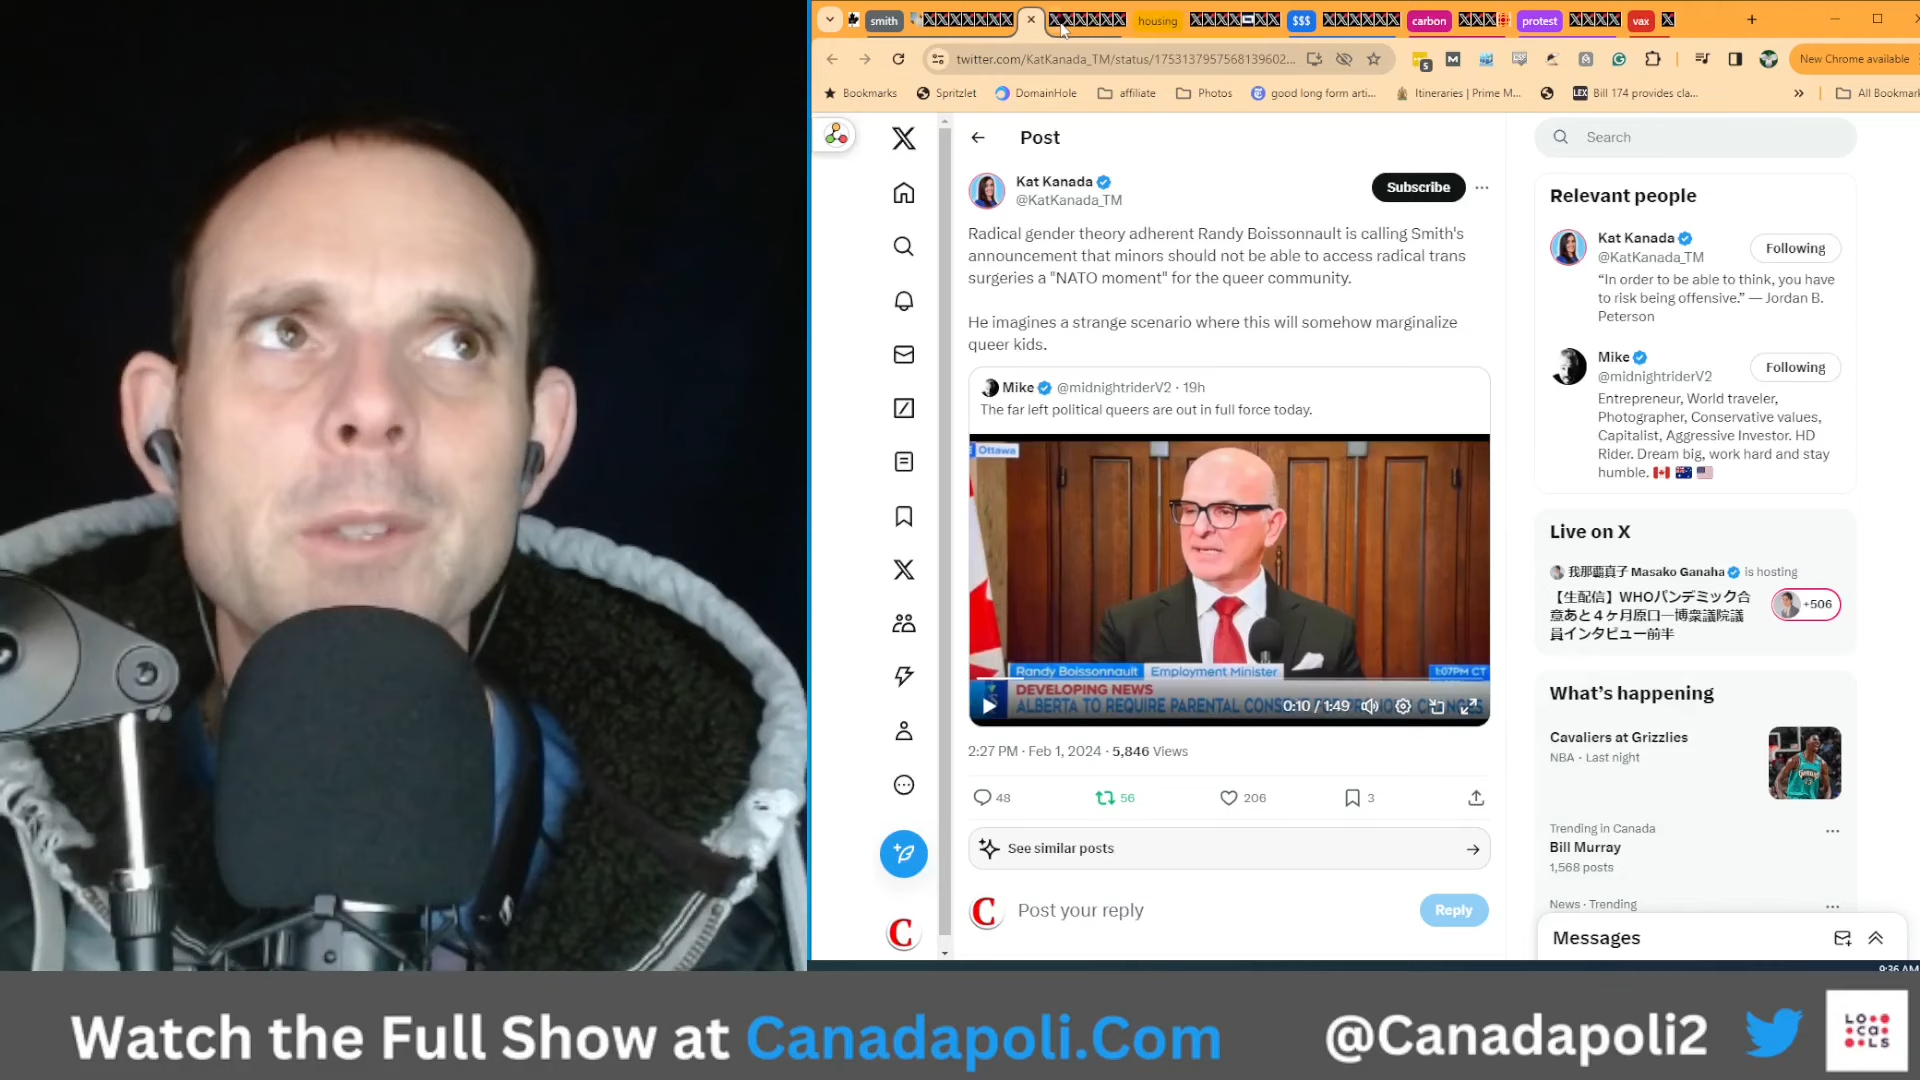 smith
housing
$$$
carbon
protest
vax
twitter.com/KatKanada_TM/status/1753137957568139602...
New Chrome available
Bookmarks
Spritzlet
DomainHole
affiliate
Photos
good long form arti...
Itineraries | Prime M...
LEX
Bill 174 provides cla...
All Bookmark
Post
Search
Kat Kanada
@KatKanada_TM
Subscribe
Radical gender theory adherent Randy Boissonnault is calling Smith's
announcement that minors should not be able to access radical trans
surgeries a "NATO moment" for the queer community.
He imagines a strange scenario where this will somehow marginalize
queer kids.
Mike @midnightriderV2 · 19h
The far left political queers are out in full force today.
Ottawa
Randy Boissonnault Employment Minister
1:07PM CT
DEVELOPING NEWS
ALBERTA TO REQUIRE PARENTAL
0:10 / 1:49
2:27 PM · Feb 1, 2024 · 5,846 Views
48
56
206
3
See similar posts
C
Post your reply
Reply
C
Relevant people
Kat Kanada
@KatKanada_TM
Following
“In order to be able to think, you have
to risk being offensive.” — Jordan B.
Peterson
Mike
@midnightriderV2
Following
Entrepreneur, World traveler,
Photographer, Conservative values,
Capitalist, Aggressive Investor. HD
Rider. Dream big, work hard and stay
humble.
Live on X
我那覇真子 Masako Ganaha is hosting
【生配信】WHOパンデミック合
意あと４ヶ月原口一博衆議院議
員インタビュー前半
+506
What’s happening
Cavaliers at Grizzlies
NBA · Last night
Trending in Canada
Bill Murray
1,568 posts
News · Trending
Messages
9:36 AM
Watch the Full Show at Canadapoli.Com
@Canadapoli2
LO
ca
LS